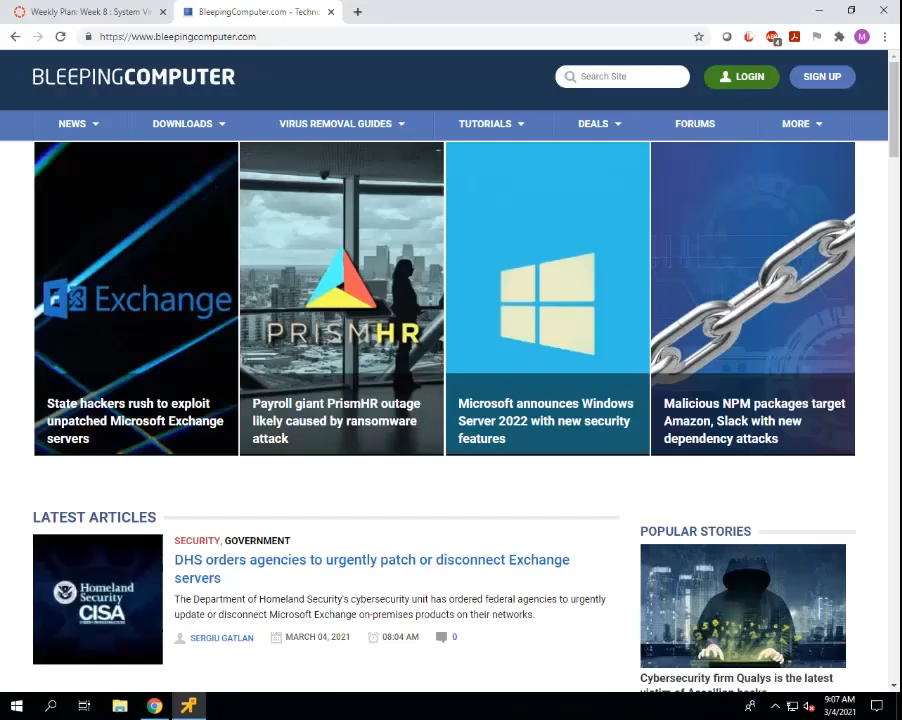 Weekly Plan: Week 8 : System Vi
BleepingComputer.com - Techno
https://www.bleepingcomputer.com
4
M
BLEEPINGCOMPUTER
Search Site
LOGIN
SIGN UP
NEWS
DOWNLOADS
VIRUS REMOVAL GUIDES
TUTORIALS
DEALS
FORUMS
MORE
Exchange
State hackers rush to exploit
unpatched Microsoft Exchange
servers
PRISMHR
Payroll giant PrismHR outage
likely caused by ransomware
attack
Microsoft announces Windows
Server 2022 with new security
features
Malicious NPM packages target
Amazon, Slack with new
dependency attacks
LATEST ARTICLES
Homeland
Security
CISA
SECURITY, GOVERNMENT
DHS orders agencies to urgently patch or disconnect Exchange
servers
The Department of Homeland Security's cybersecurity unit has ordered federal agencies to urgently
update or disconnect Microsoft Exchange on-premises products on their networks.
SERGIU GATLAN
MARCH 04, 2021
08:04 AM
0
POPULAR STORIES
Cybersecurity firm Qualys is the latest
victim of Accellion hacks
9:07 AM
3/4/2021